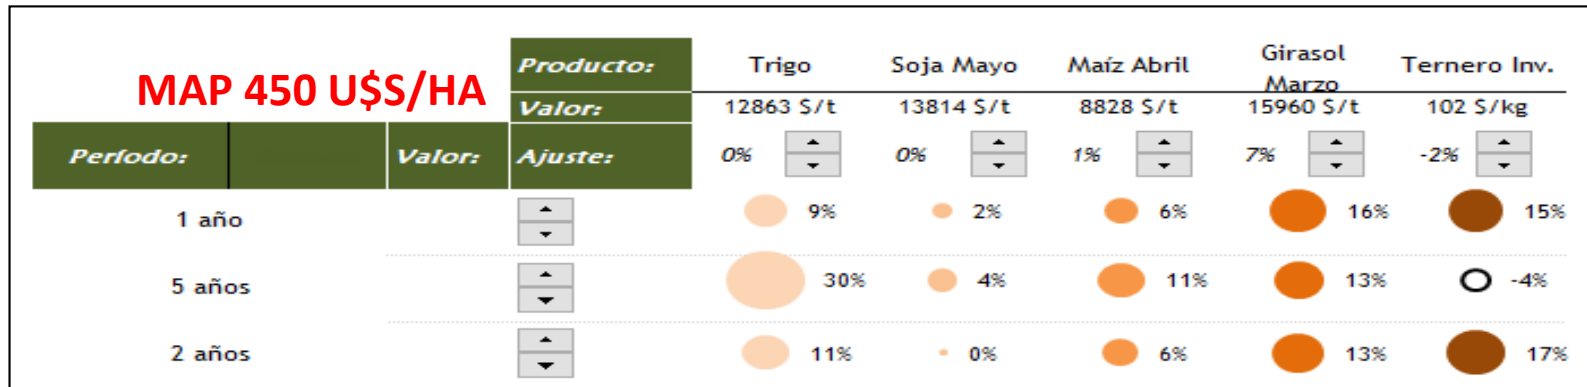 MAP 450 U$S/HA
Producto: Trigo Soja Mayo Maíz Abril Girasol Marzo Ternero Inv.
Valor: 12863 $/t 13814 $/t 8828 $/t 15960 $/t 102 $/kg
Período: Valor: Ajuste: 0% 0% 1% 7% -2%
1 año 9% 2% 6% 16% 15%
5 años 30% 4% 11% 13% -4%
2 años 11% 0% 6% 13% 17%